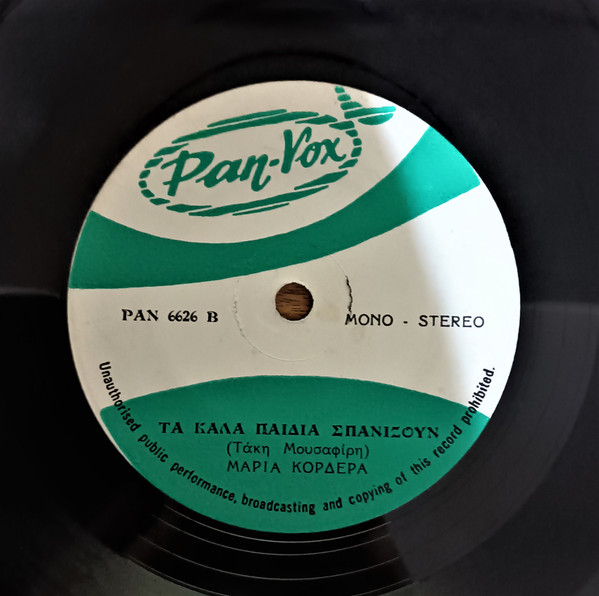 Pan-Vox
PAN 6626 B
MONO - STEREO
ΤΑ ΚΑΛΑ ΠΑΙΔΙΑ ΣΠΑΝΙΖΟΥΝ
(Τάκη Μουσαφίρη)
ΜΑΡΙΑ ΚΟΡΔΕΡΑ
Unauthorised public performance, broadcasting and copying of this record prohibited.